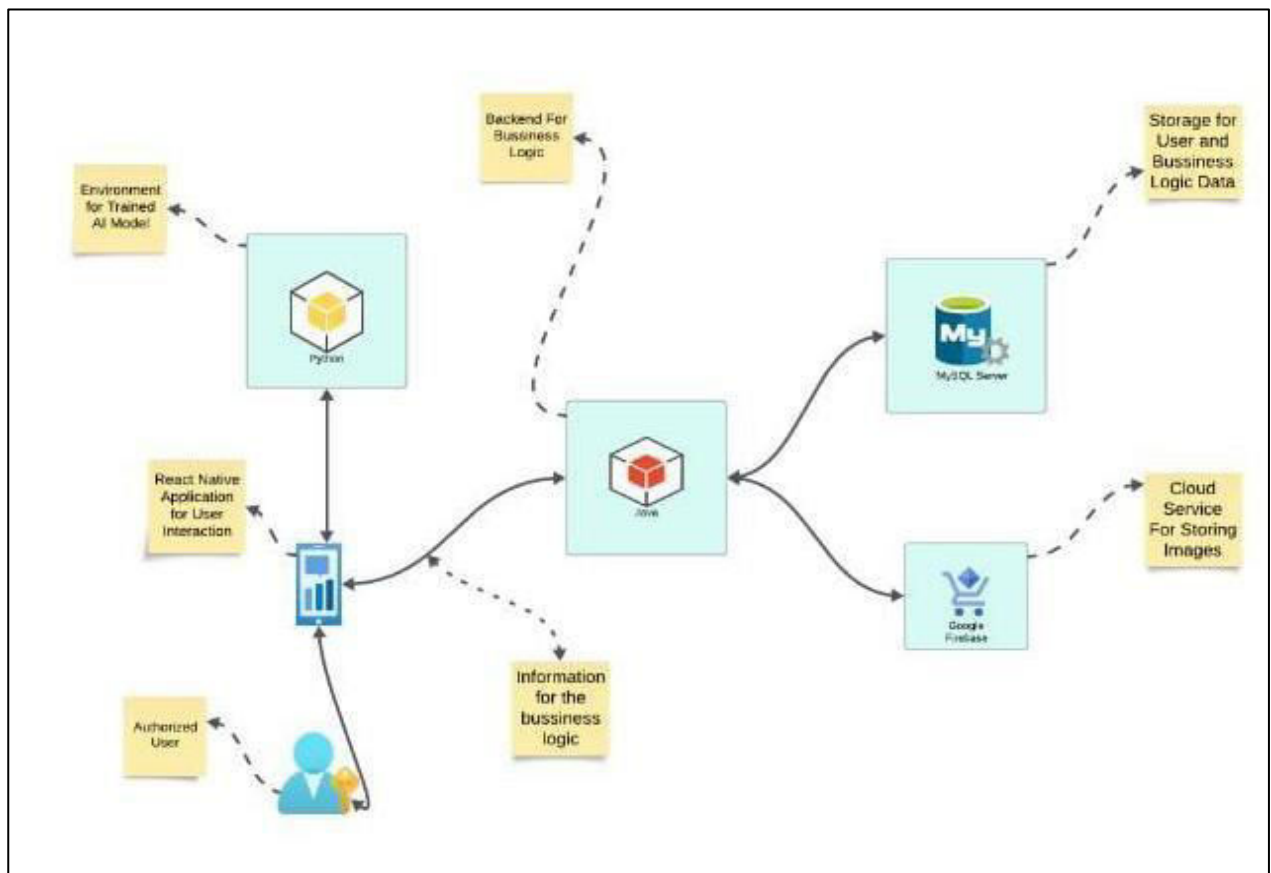 Backend For
Bussiness
Logic
Storage for
User and
Bussiness
Logic Data
Environment
for Trained
AI Model
Python
My
MySQL Server
React Native
Application
for User
Interaction
Java
Cloud
Service
For Storing
Images
Google
Firebase
Information
for the
bussiness
logic
Authorized
User